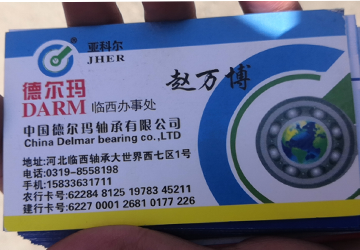 亚科尔
JHER
德尔玛
DARM 临西办事处
赵万博
中国德尔玛轴承有限公司
China Delmar bearing co.,LTD
地址:河北临西轴承大世界西七区1号
电话:0319-8558198
手机:15833631711
农行卡号:62284 8125 19783 45211
建行卡号:6227 0001 2681 0177 226